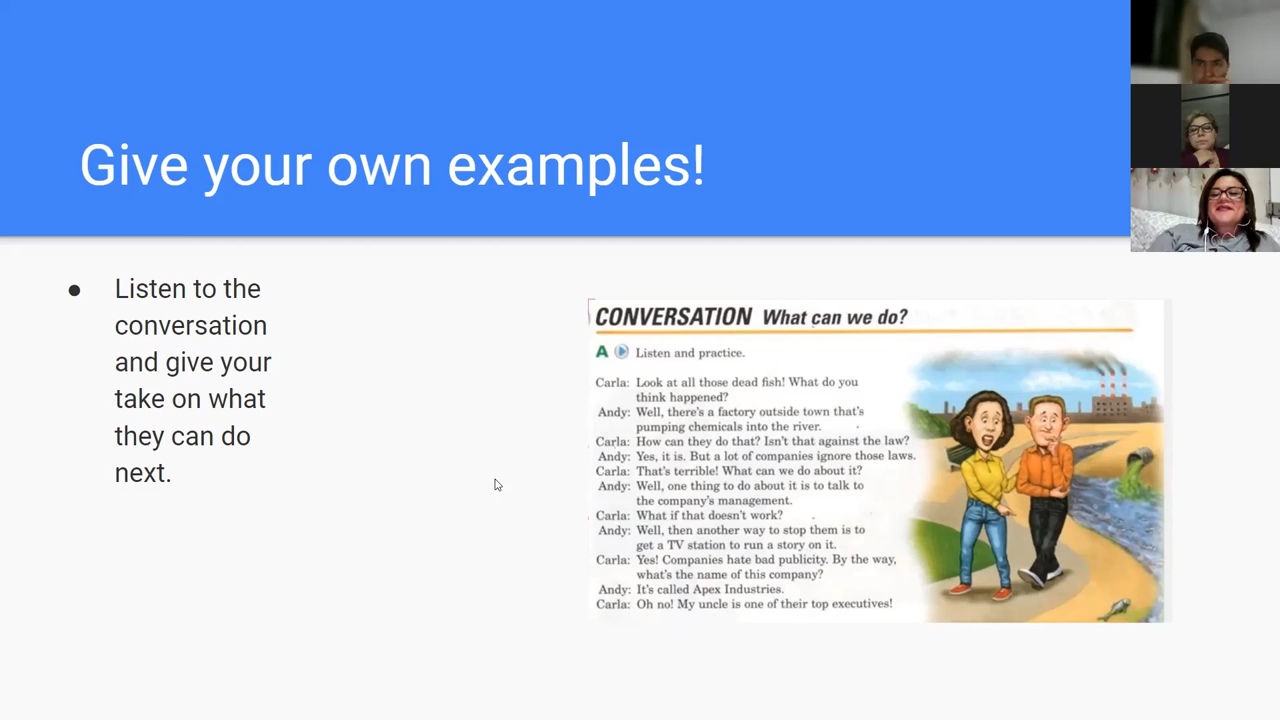 Give your own examples!
● Listen to the
conversation
and give your
take on what
they can do
next.
CONVERSATION What can we do?
A Listen and practice.
Carla: Look at all those dead fish! What do you
think happened?
Andy: Well, there's a factory outside town that's
pumping chemicals into the river.
Carla: How can they do that? Isn't that against the law?
Andy: Yes, it is. But a lot of companies ignore those laws.
Carla: That's terrible! What can we do about it?
Andy: Well, one thing to do about it is to talk to
the company's management.
Carla: What if that doesn't work?
Andy: Well, then another way to stop them is to
get a TV station to run a story on it.
Carla: Yes! Companies hate bad publicity. By the way,
what's the name of this company?
Andy: It's called Apex Industries.
Carla: Oh no! My uncle is one of their top executives!